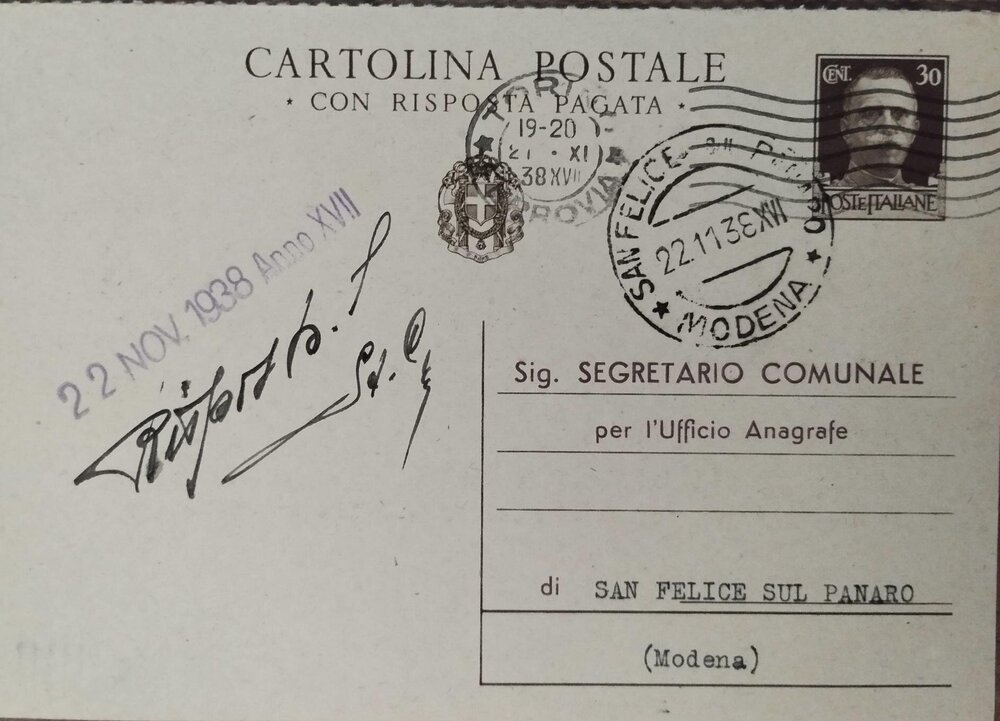 CARTOLINA POSTALE
* CON RISPOSTA PAGATA *
CENT. 30
POSTE ITALIANE
19-20
21 · XI
38 XVII
SAN FELICE SUL PANARO
22.11.38 XVII
* MODENA *
22 NOV. 1938 Anno XVII
Sig. SEGRETARIO COMUNALE
per l'Ufficio Anagrafe
di SAN FELICE SUL PANARO
(Modena)